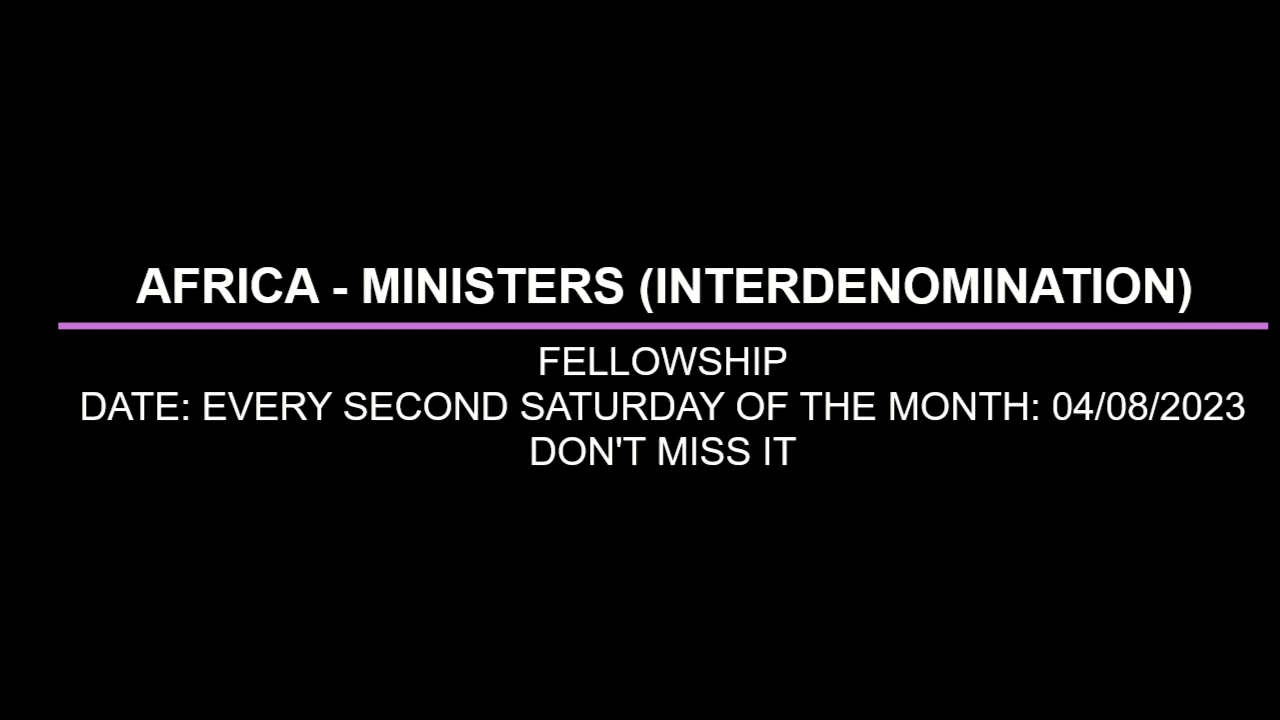 AFRICA - MINISTERS (INTERDENOMINATION)
FELLOWSHIP
DATE: EVERY SECOND SATURDAY OF THE MONTH: 04/08/2023
DON'T MISS IT